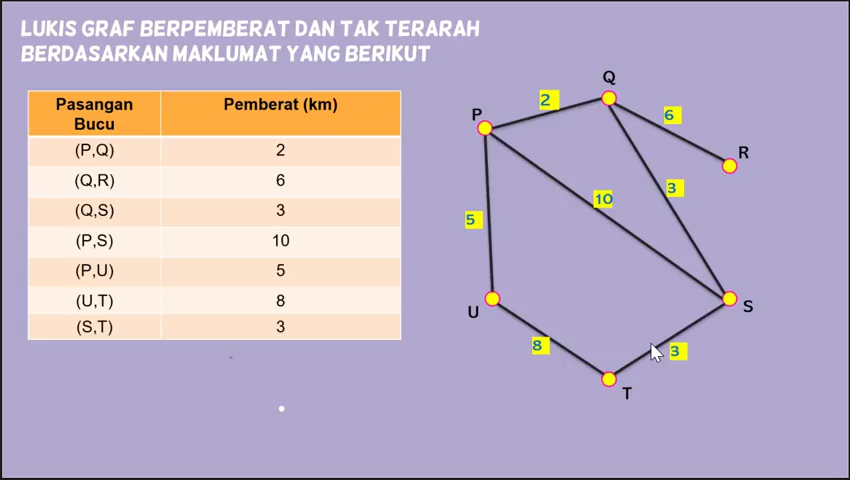 LUKIS GRAF BERPEMBERAT DAN TAK TERARAH
BERDASARKAN MAKLUMAT YANG BERIKUT
Pasangan Bucu Pemberat (km)
(P,Q) 2
(Q,R) 6
(Q,S) 3
(P,S) 10
(P,U) 5
(U,T) 8
(S,T) 3
Q
2
6
P
R
3
10
5
U
S
8
3
T